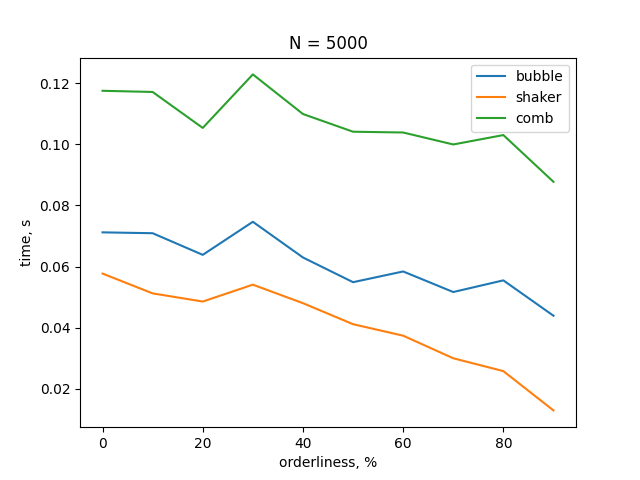 N = 5000
bubble
shaker
comb
time, s
0.12
0.10
0.08
0.06
0.04
0.02
0 20 40 60 80
orderliness, %